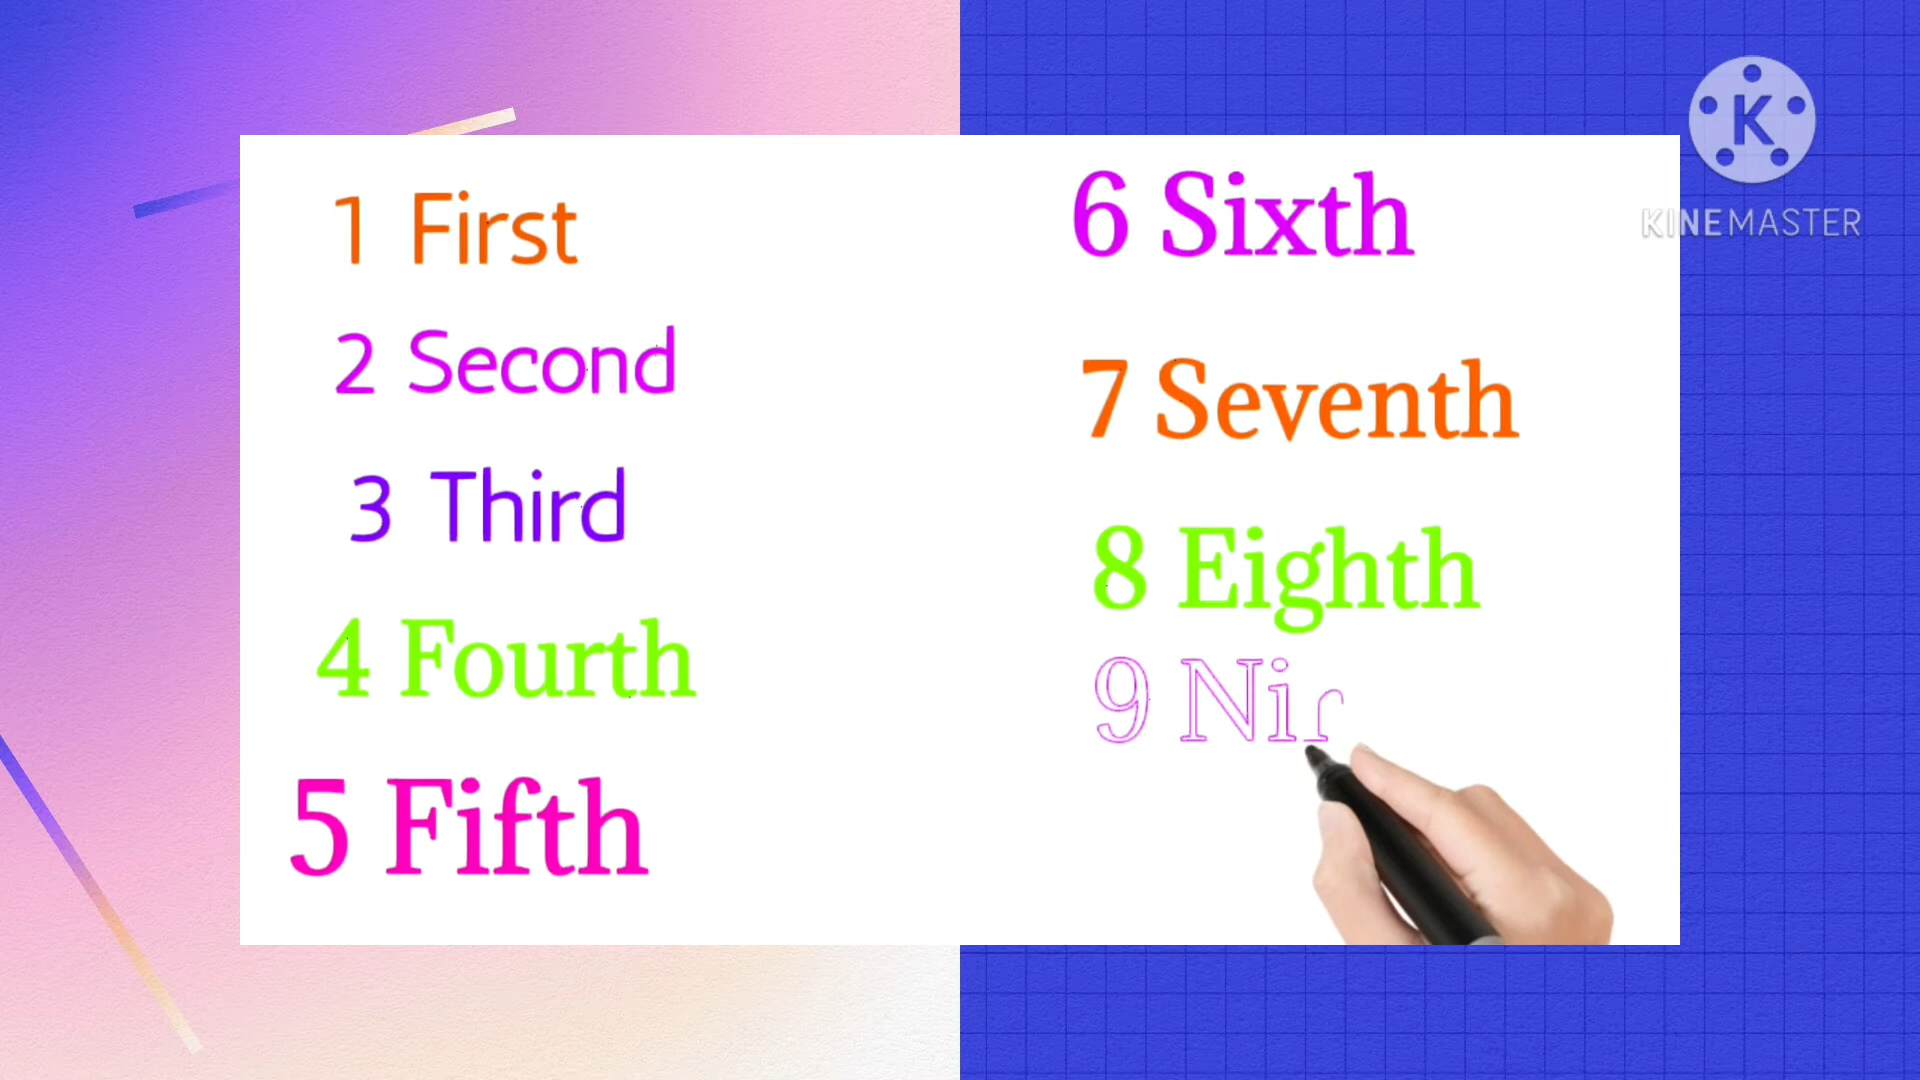 1 First
2 Second
3 Third
4 Fourth
5 Fifth
6 Sixth
7 Seventh
8 Eighth
9 Ni
K
KINEMASTER